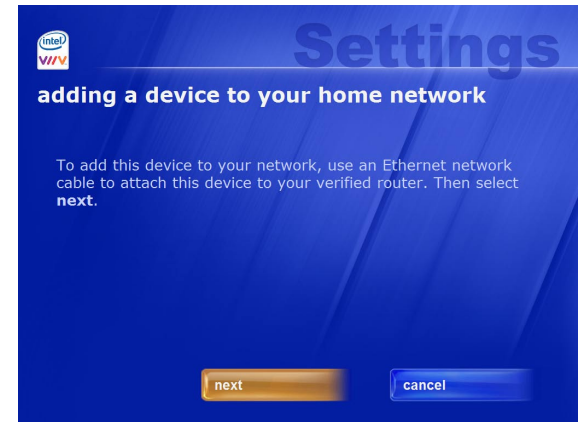 intel
VIIV
Settings
adding a device to your home network
To add this device to your network, use an Ethernet network
cable to attach this device to your verified router. Then select
next.
next
cancel